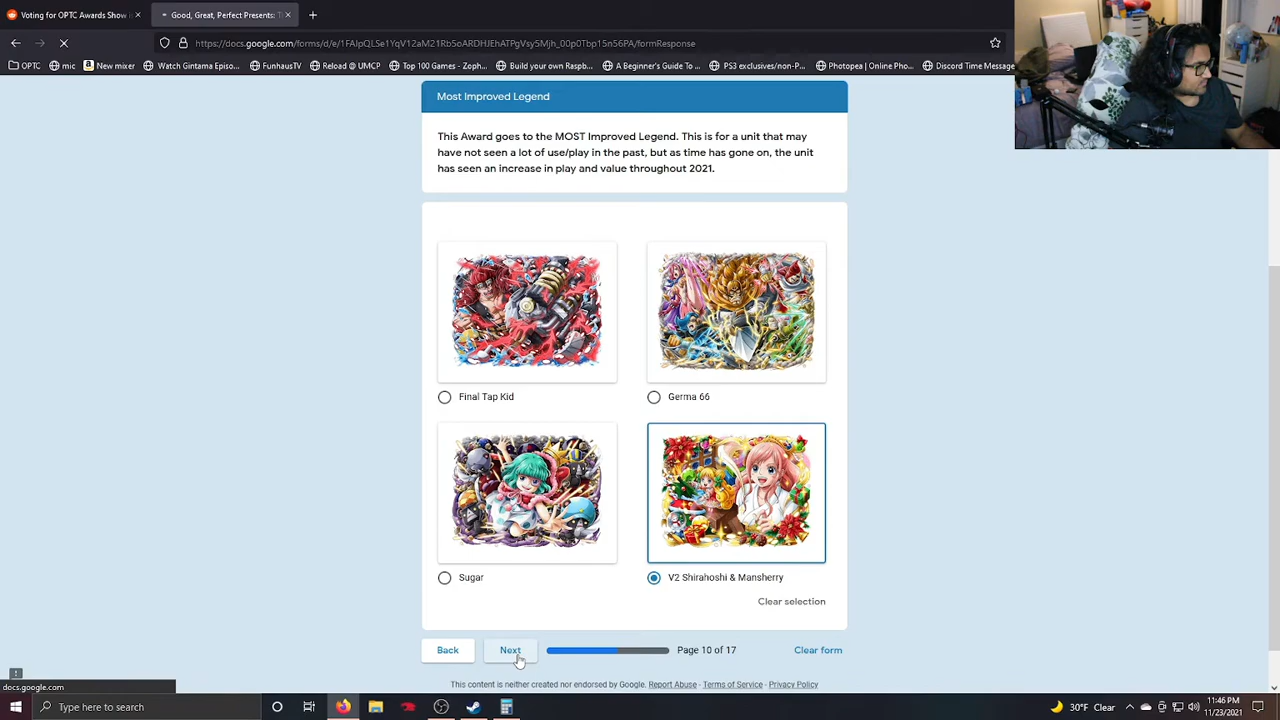 Voting for OPTC Awards Show i
Good, Great, Perfect Presents: T
https://docs.google.com/forms/d/e/1FAIpQLSe1YqV12aM21RbSoARDHJEhATPgVsy5Mjh_00p0Tbp1Sn56PA/formResponse
OPTC mic New mixer Watch Gintama Episo... FunhausTV Reload @ UMCP Top 100 Games - Zoph... Build your own Raspb... A Beginner's Guide To ... PS3 exclusives/non-P... Photopea | Online Pho... Discord Time Message
Most Improved Legend
This Award goes to the MOST Improved Legend. This is for a unit that may
have not seen a lot of use/play in the past, but as time has gone on, the unit
has seen an increase in play and value throughout 2021.
Final Tap Kid
Germa 66
Sugar
V2 Shirahoshi & Mansherry
Clear selection
Back Next Page 10 of 17 Clear form
This content is neither created nor endorsed by Google. Report Abuse - Terms of Service - Privacy Policy
docs.google.com
Type here to search
30°F Clear
11:46 PM
11/23/2021